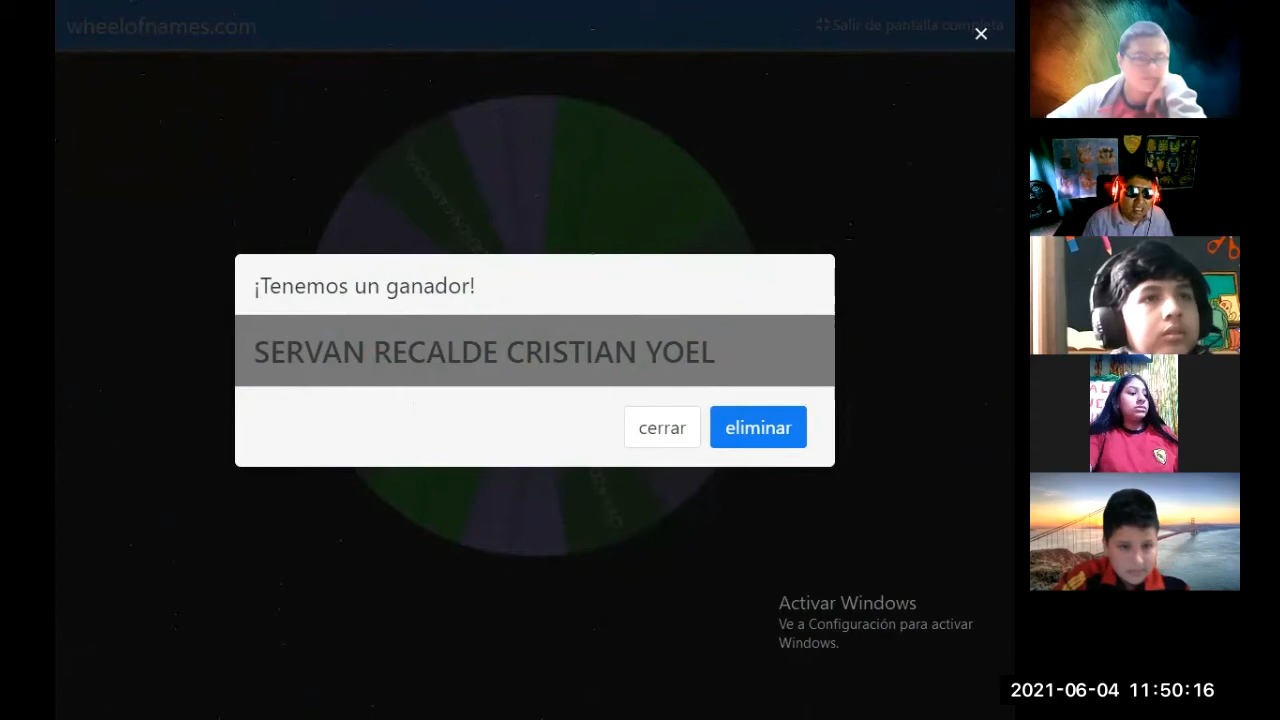 wheelofnames.com
Salir de pantalla completa
¡Tenemos un ganador!
SERVAN RECALDE CRISTIAN YOEL
cerrar
eliminar
Activar Windows
Ve a Configuración para activar
Windows.
2021-06-04 11:50:16